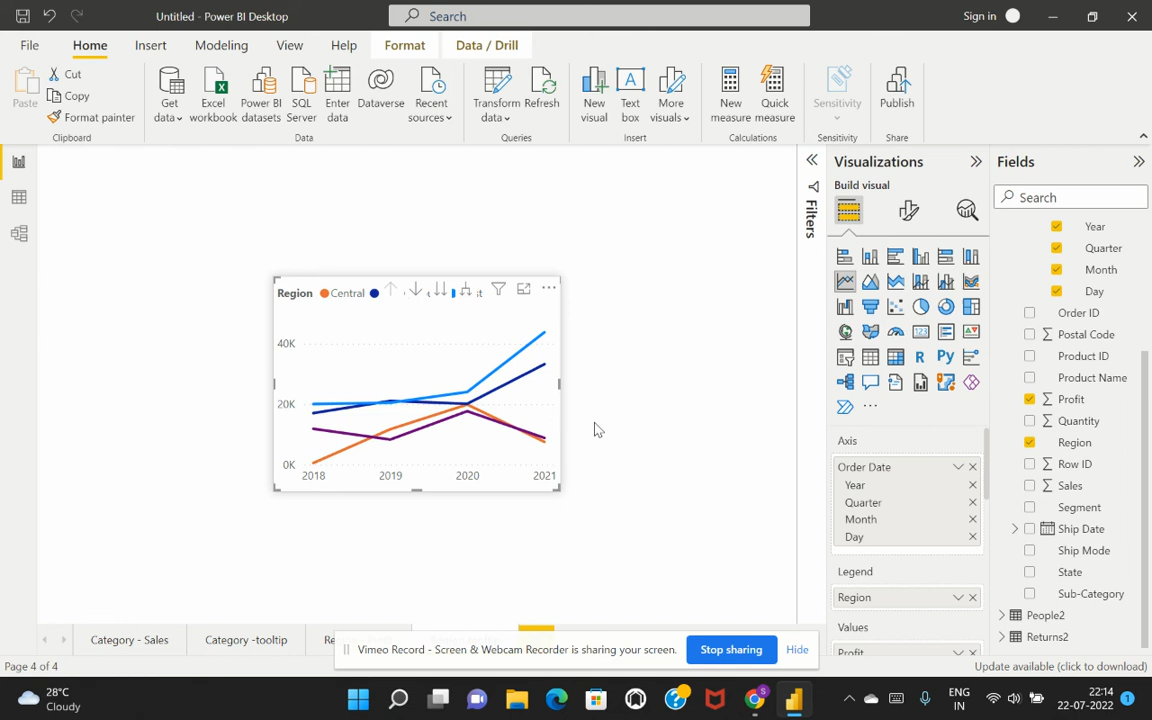 Untitled - Power BI Desktop
Search
Sign in
File
Home
Insert
Modeling
View
Help
Format
Data / Drill
Paste
Cut
Copy
Format painter
Clipboard
Get data
Excel workbook
Power BI datasets
SQL Server
Enter data
Dataverse
Recent sources
Data
Transform data
Refresh
Queries
New visual
Text box
More visuals
Insert
New measure
Quick measure
Calculations
Sensitivity
Sensitivity
Publish
Share
Filters
Visualizations
Build visual
Fields
Search
Year
Quarter
Month
Day
Order ID
Postal Code
Product ID
Product Name
Profit
Quantity
Region
Row ID
Sales
Segment
Ship Date
Ship Mode
State
Sub-Category
People2
Returns2
R
Py
123
Axis
Order Date
Year
Quarter
Month
Day
Legend
Region
Values
Profit
Region
Central
40K
20K
0K
2018 2019 2020 2021
Category - Sales
Category -tooltip
Vimeo Record - Screen & Webcam Recorder is sharing your screen.
Stop sharing
Hide
Page 4 of 4
Update available (click to download)
28°C
Cloudy
ENG
IN
22:14
22-07-2022
1